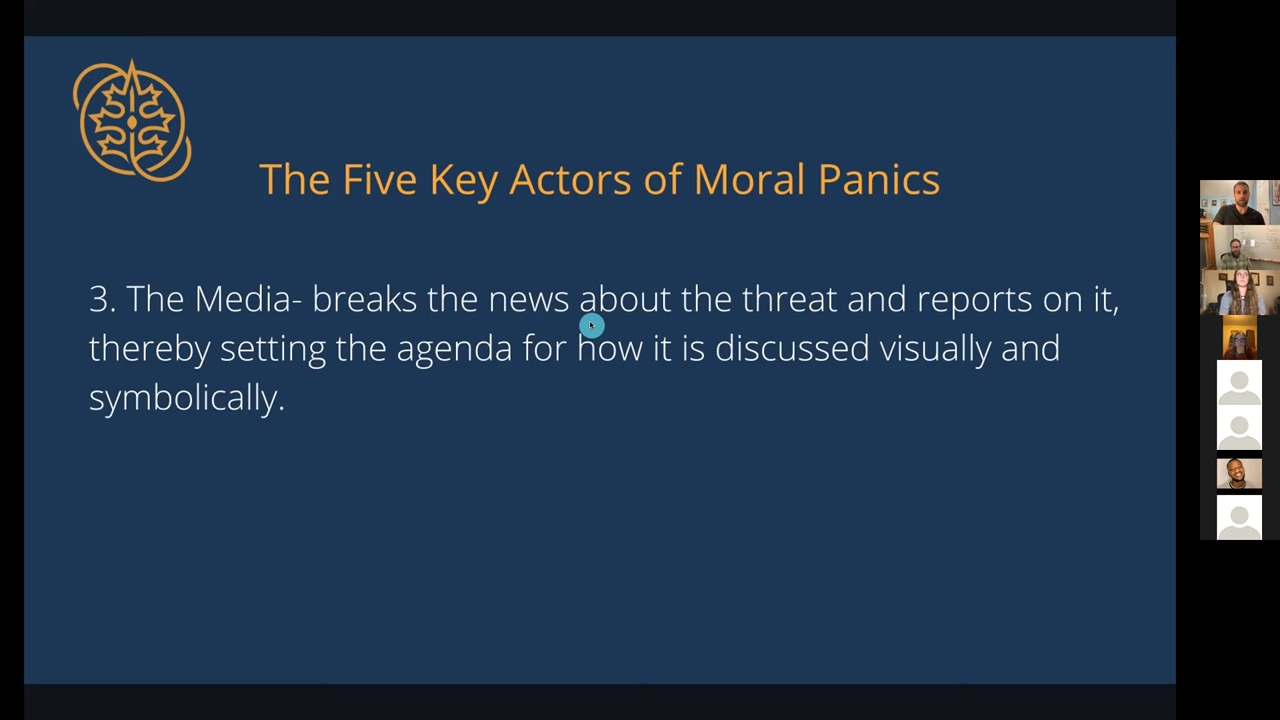 The Five Key Actors of Moral Panics
3. The Media- breaks the news about the threat and reports on it,
thereby setting the agenda for how it is discussed visually and
symbolically.